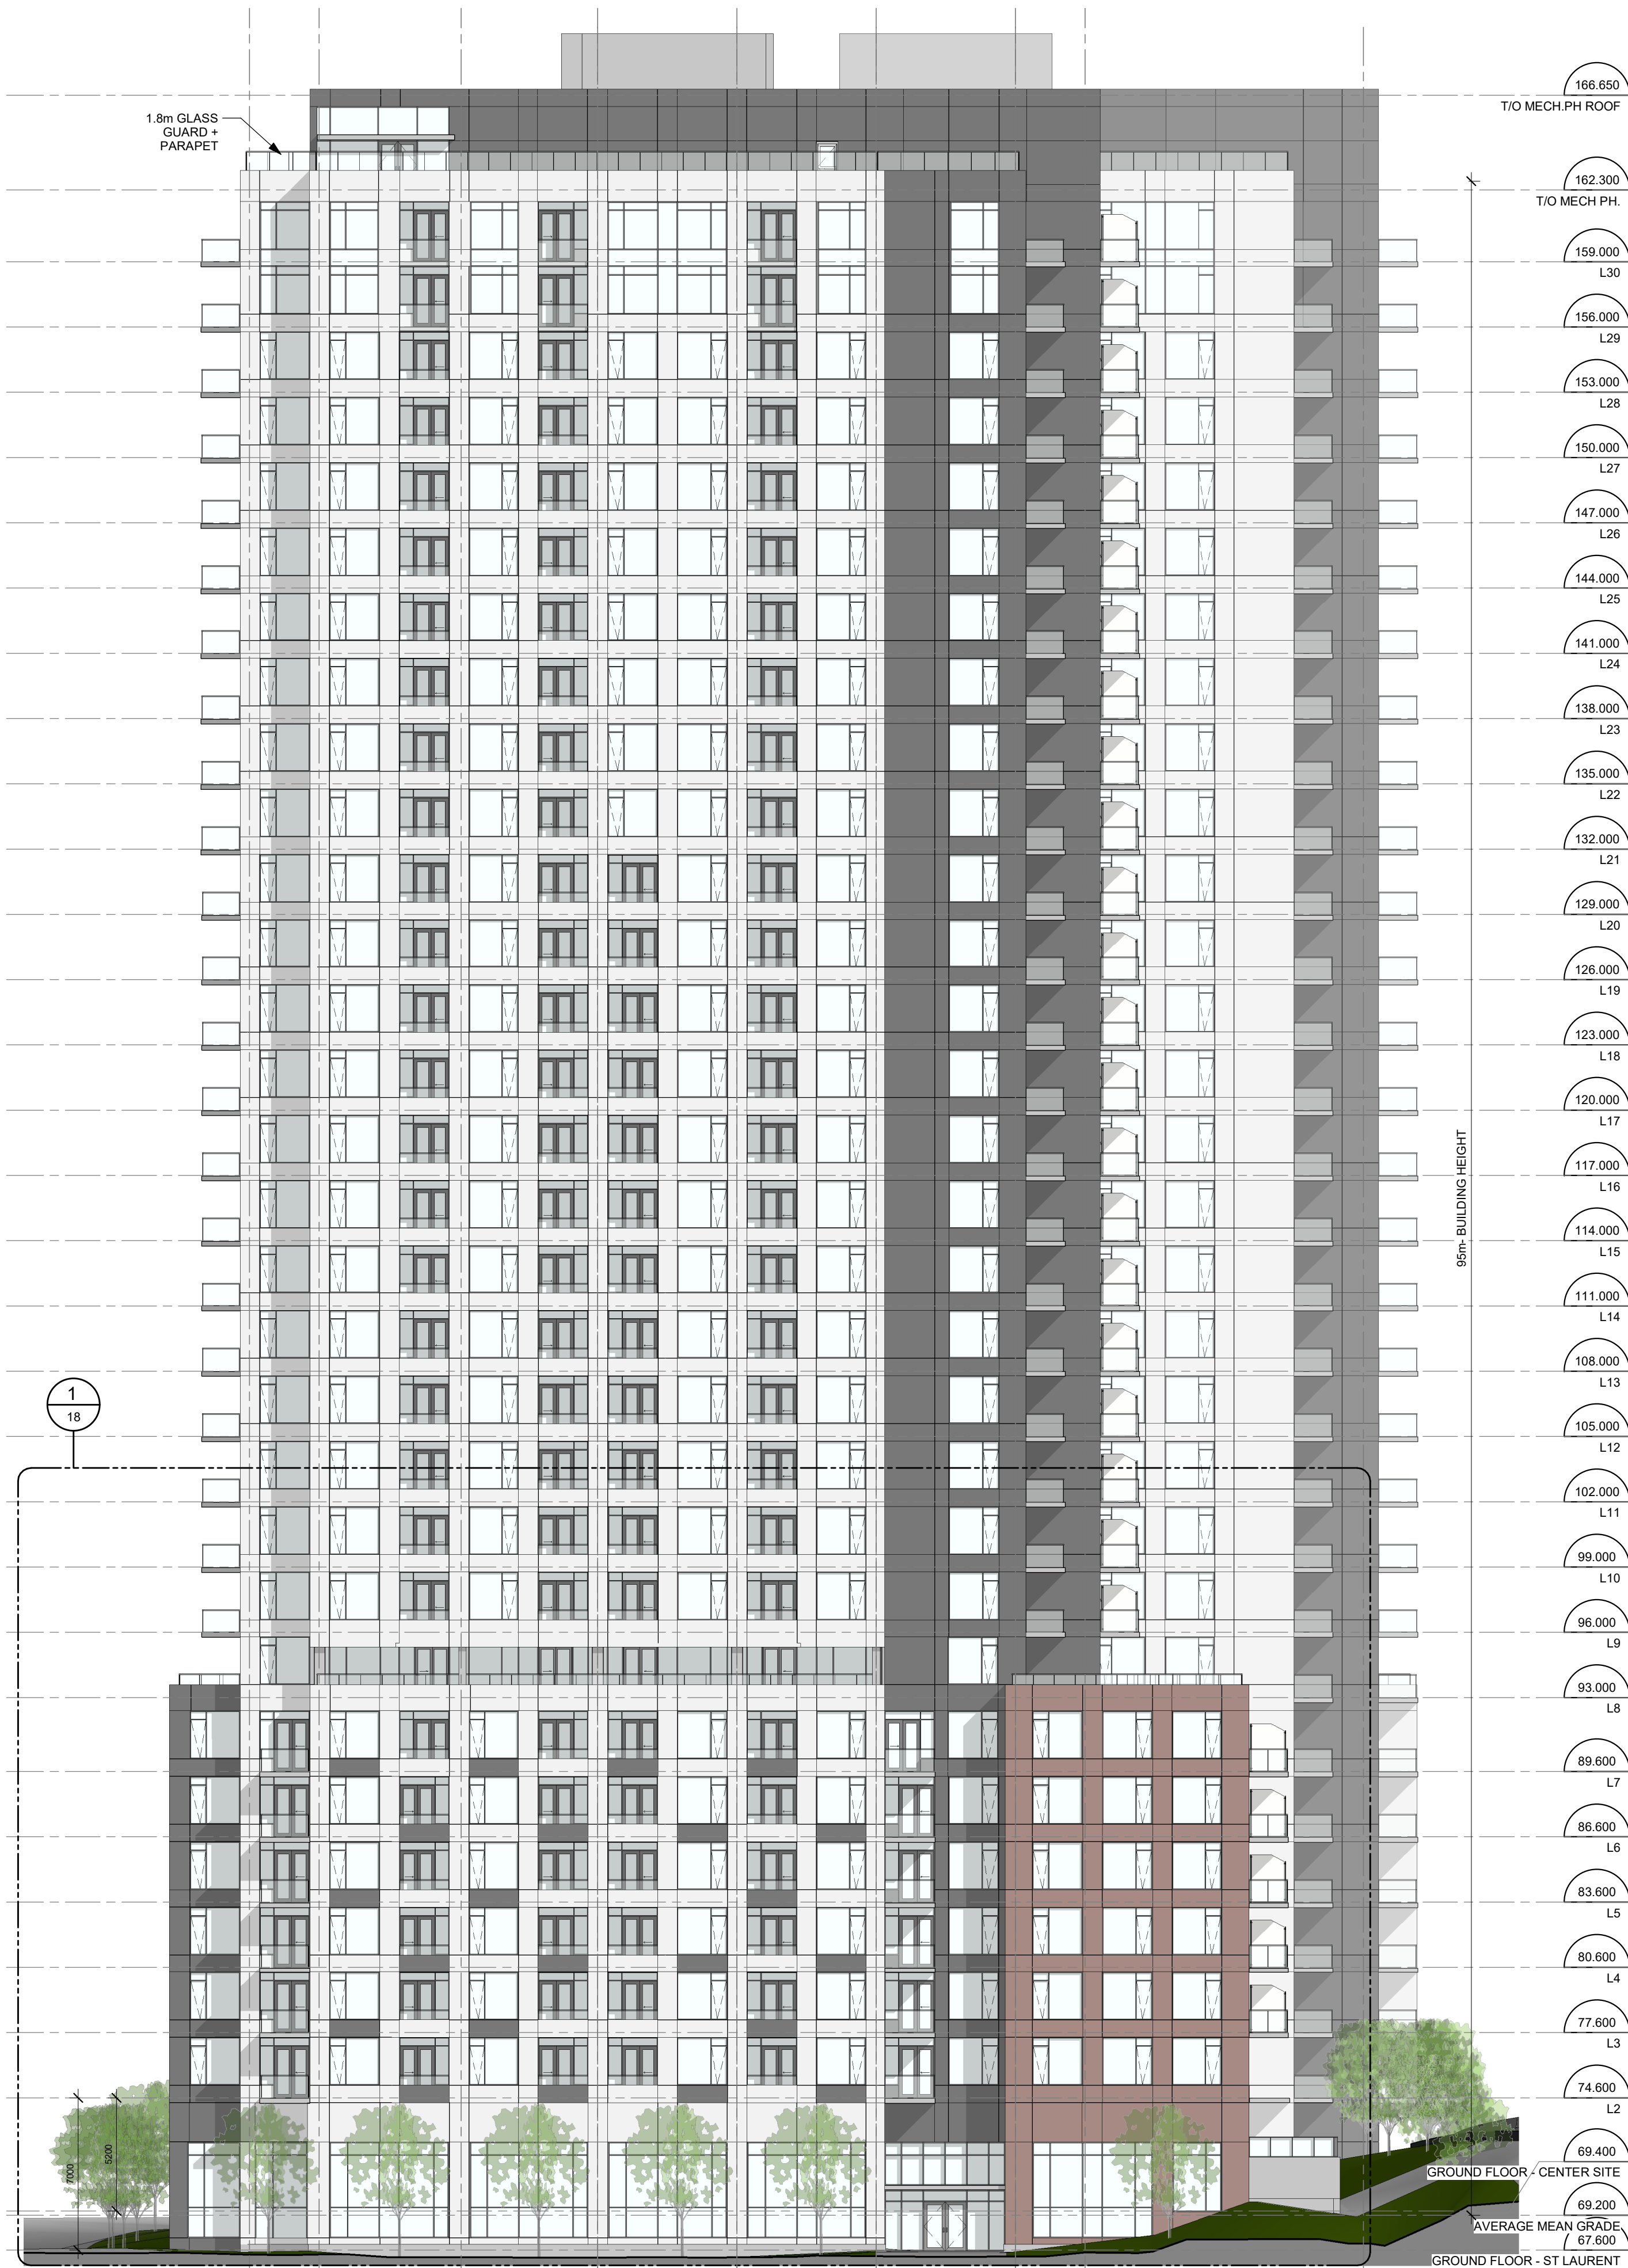 166.650
T/O MECH.PH ROOF
1.8m GLASS
GUARD +
PARAPET
162.300
T/O MECH PH.
159.000
L30
156.000
L29
153.000
L28
150.000
L27
147.000
L26
144.000
L25
141.000
L24
138.000
L23
135.000
L22
132.000
L21
129.000
L20
126.000
L19
123.000
L18
120.000
L17
117.000
L16
95m- BUILDING HEIGHT
114.000
L15
111.000
L14
108.000
L13
1
18
105.000
L12
102.000
L11
99.000
L10
96.000
L9
93.000
L8
89.600
L7
86.600
L6
83.600
L5
80.600
L4
77.600
L3
74.600
L2
7000
5200
69.400
GROUND FLOOR - CENTER SITE
69.200
AVERAGE MEAN GRADE
67.600
GROUND FLOOR - ST LAURENT